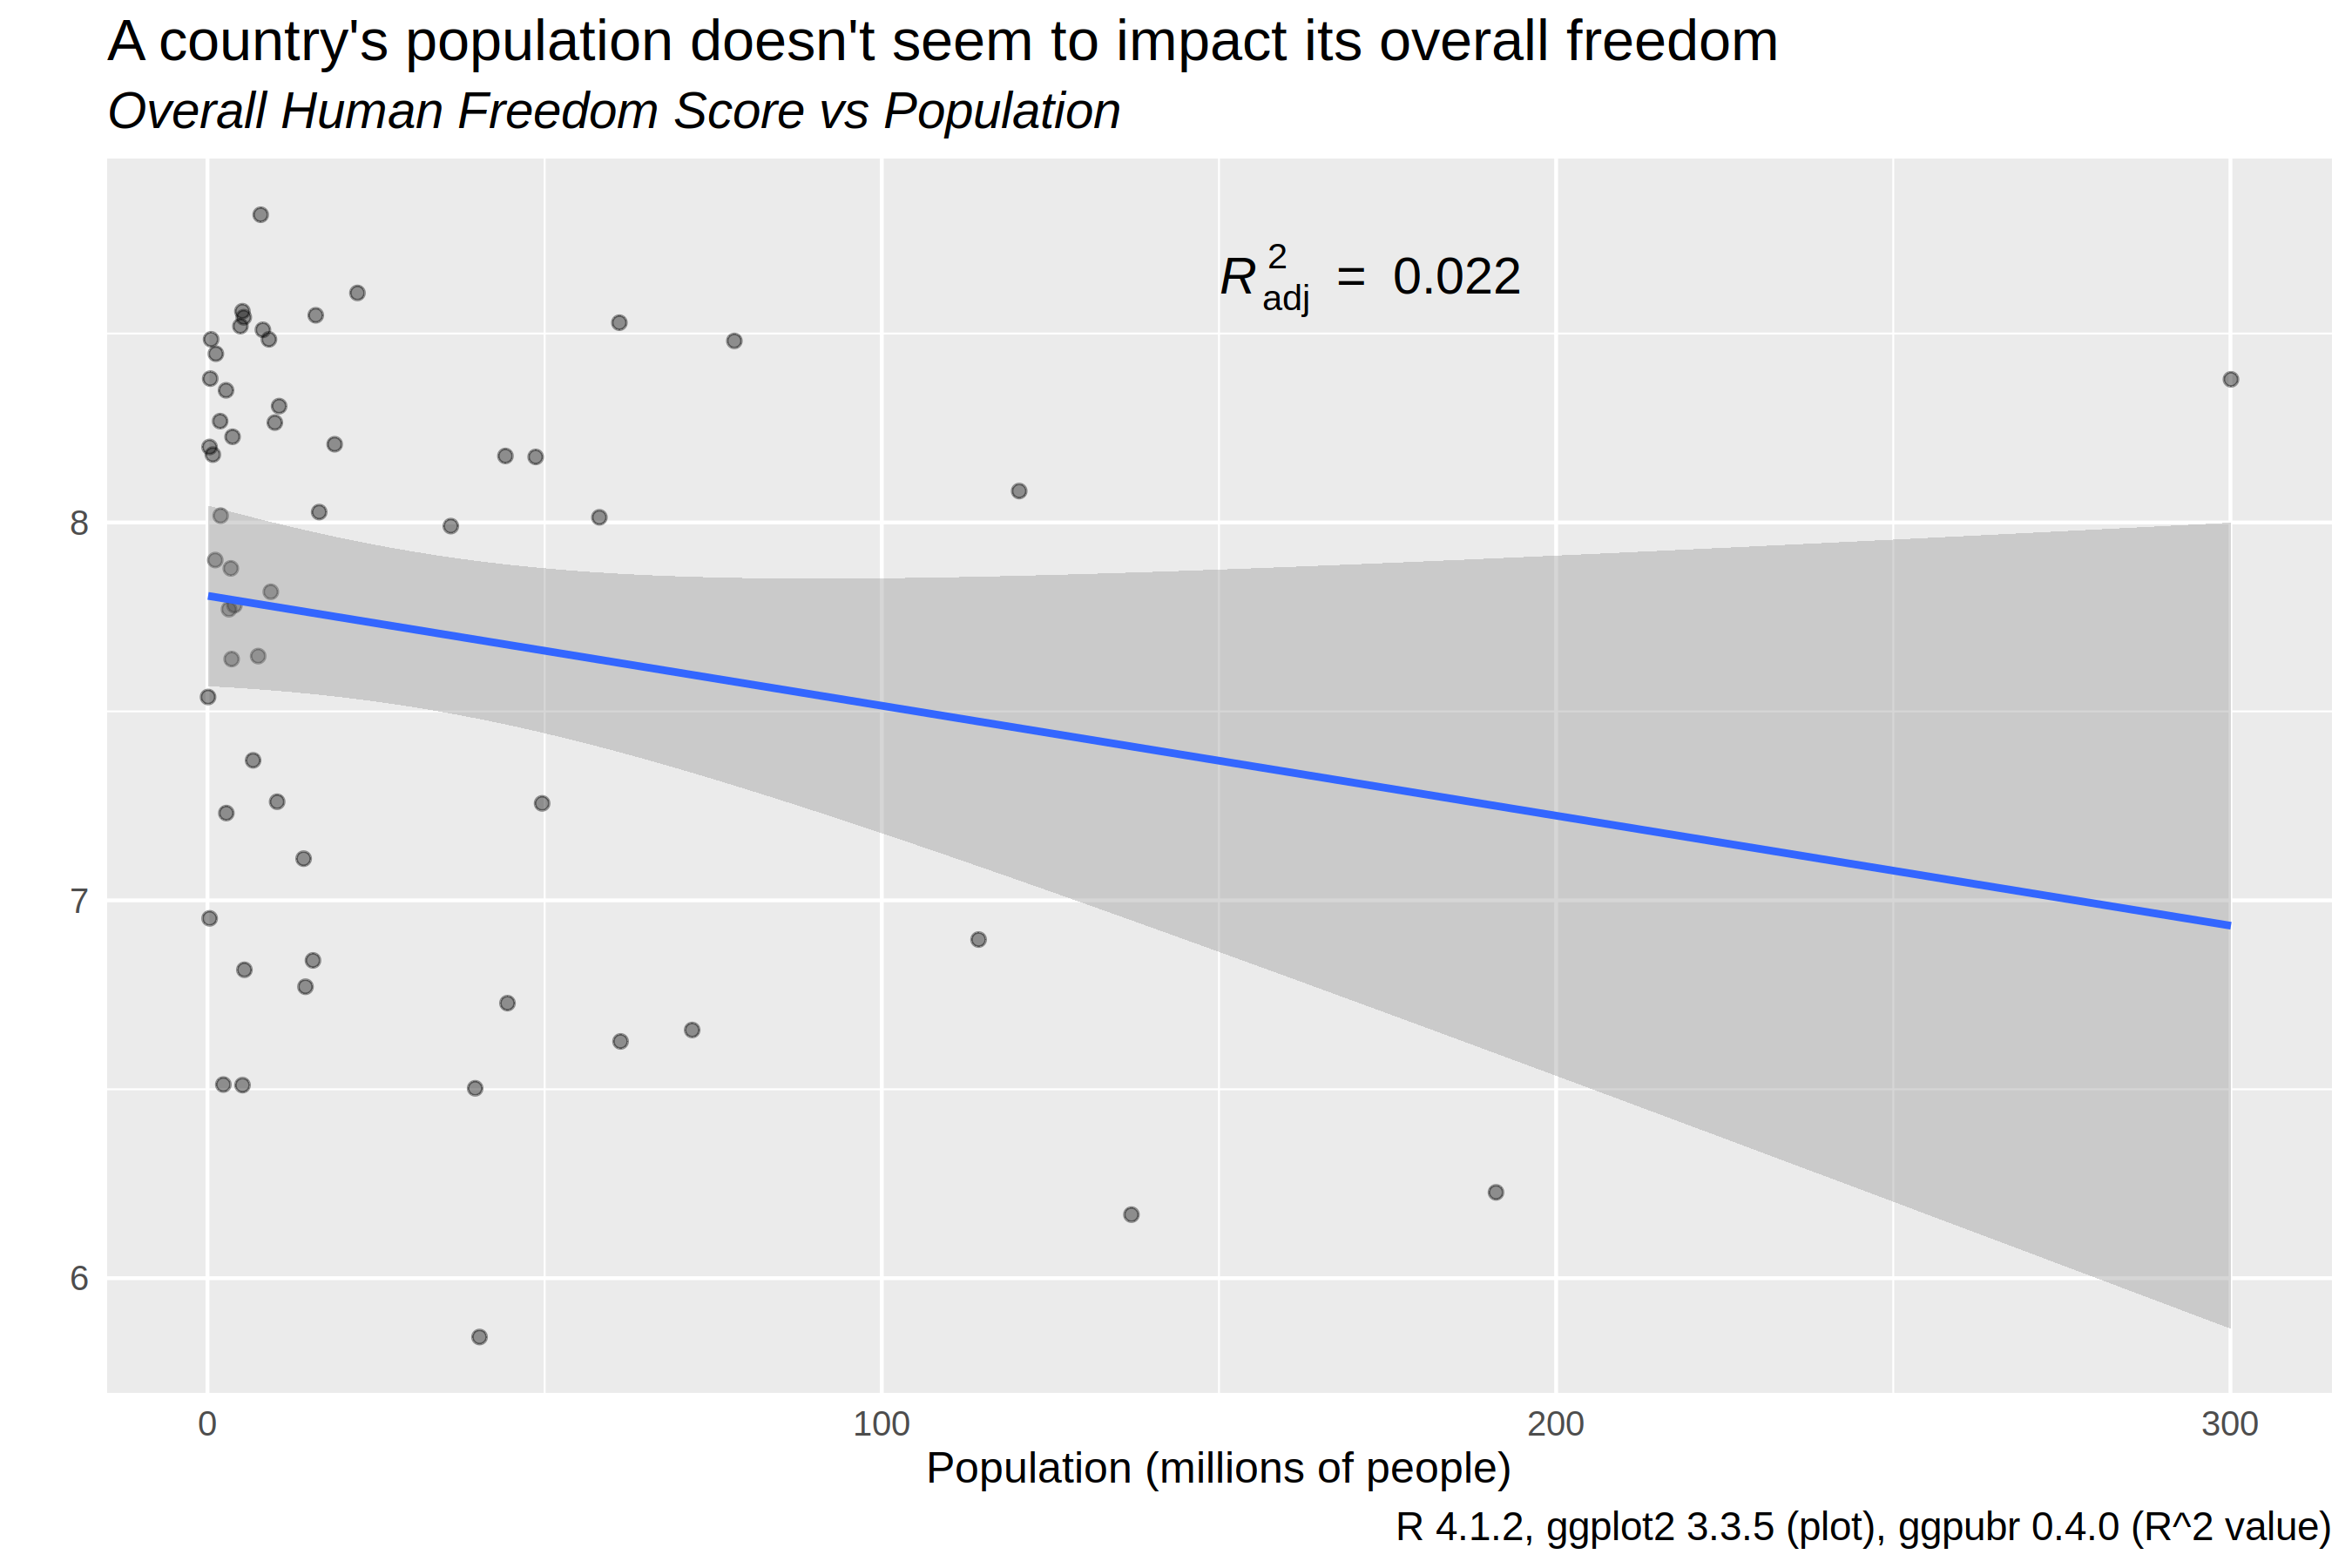 A country's population doesn't seem to impact its overall freedom
Overall Human Freedom Score vs Population
R²adj = 0.022
8
7
6
0 100 200 300
Population (millions of people)
R 4.1.2, ggplot2 3.3.5 (plot), ggpubr 0.4.0 (R^2 value)